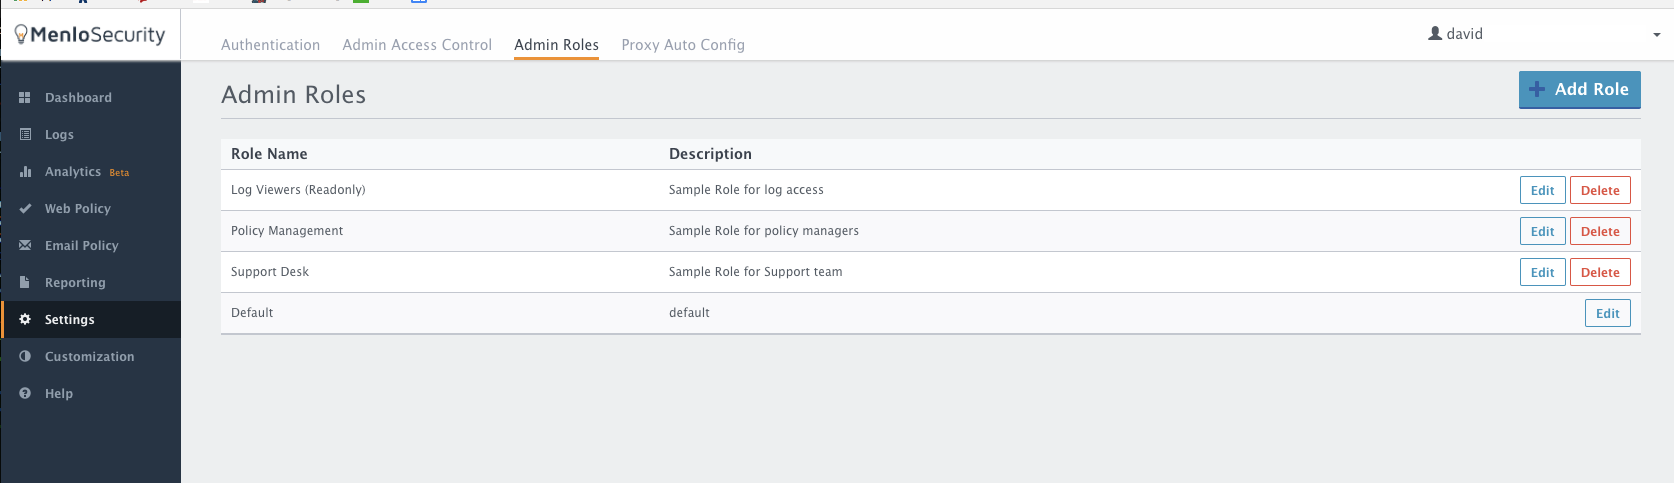 MenloSecurity
Authentication Admin Access Control Admin Roles Proxy Auto Config
david
Dashboard
Logs
Analytics Beta
Web Policy
Email Policy
Reporting
Settings
Customization
Help
Admin Roles
Add Role
Role Name Description
Log Viewers (Readonly) Sample Role for log access Edit Delete
Policy Management Sample Role for policy managers Edit Delete
Support Desk Sample Role for Support team Edit Delete
Default default Edit